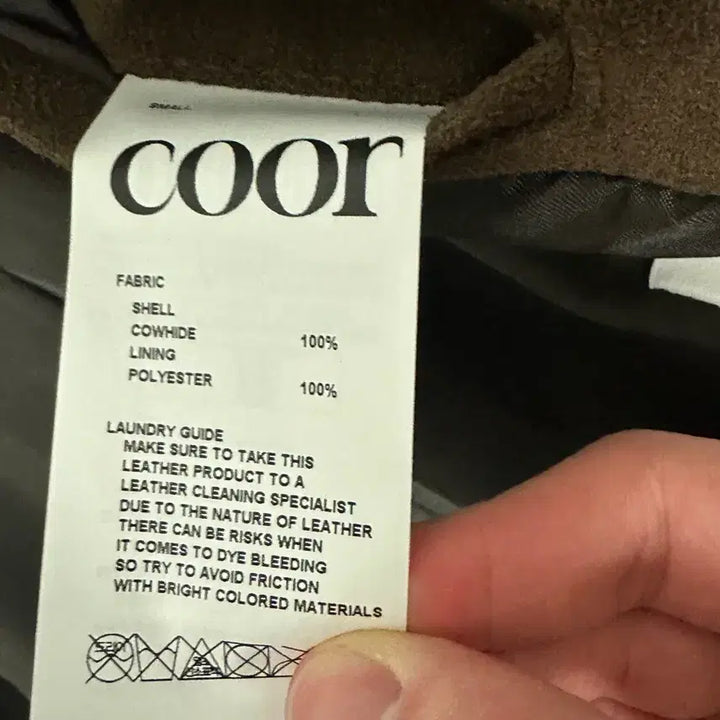 SMALL
coor
FABRIC
SHELL
COWHIDE 100%
LINING
POLYESTER 100%
LAUNDRY GUIDE
MAKE SURE TO TAKE THIS
LEATHER PRODUCT TO A
LEATHER CLEANING SPECIALIST
DUE TO THE NATURE OF LEATHER
THERE CAN BE RISKS WHEN
IT COMES TO DYE BLEEDING
SO TRY TO AVOID FRICTION
WITH BRIGHT COLORED MATERIALS